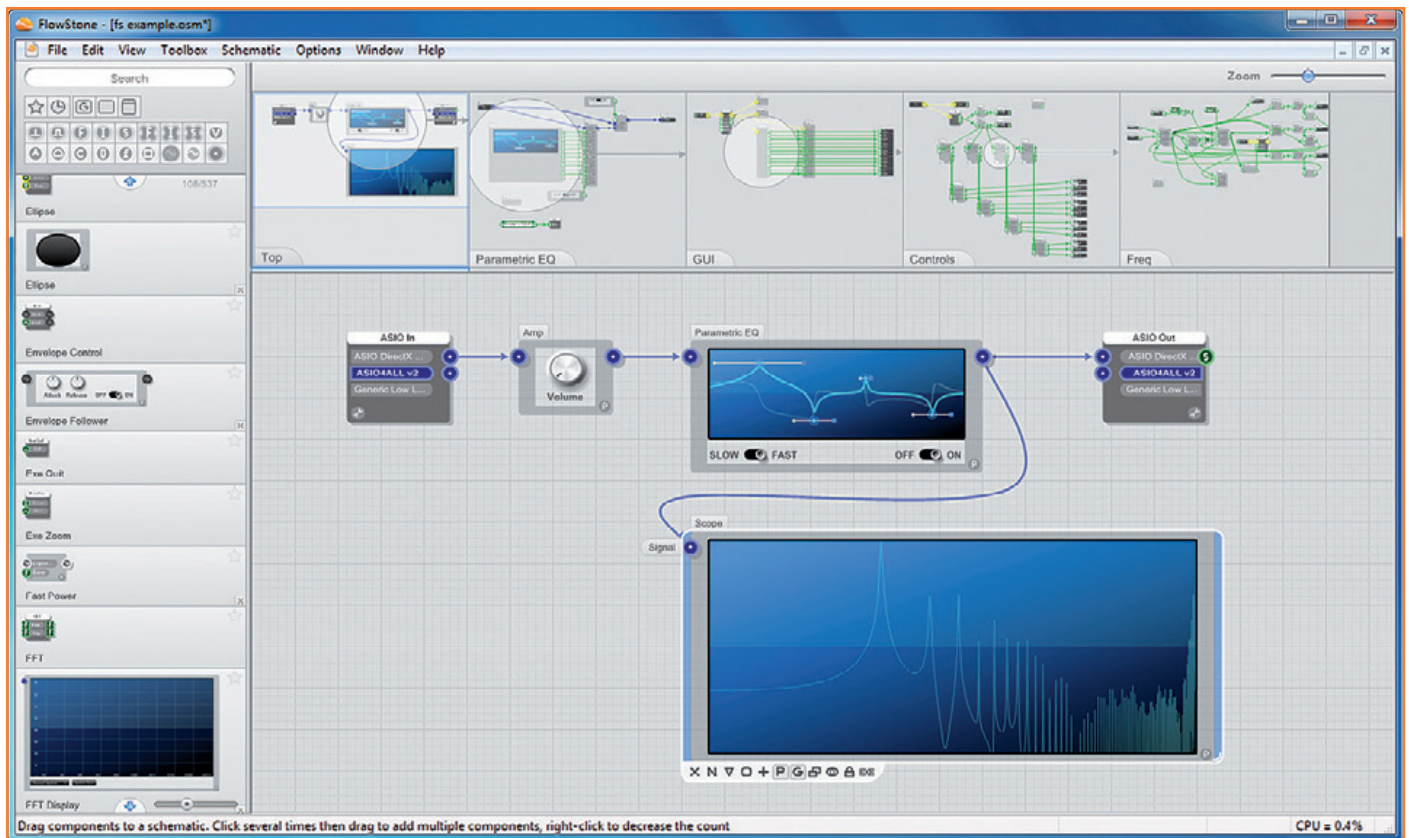 FlowStone - [fs example.osm*]
File Edit View Toolbox Schematic Options Window Help
Search
Zoom
108/537
Ellipse
Ellipse
Envelope Control
Attack Release OFF ON
Envelope Follower
Exe Quit
Exe Zoom
Fast Power
FFT
FFT Display
Top
Parametric EQ
GUI
Controls
Freq
ASIO In
ASIO DirectX ...
ASIO4ALL v2
Generic Low L...
Amp
Volume
P
Parametric EQ
SLOW FAST
OFF ON
P
ASIO Out
ASIO DirectX ...
S
ASIO4ALL v2
Generic Low L...
Scope
Signal
P
X N P G
Drag components to a schematic. Click several times then drag to add multiple components, right-click to decrease the count
CPU = 0.4%